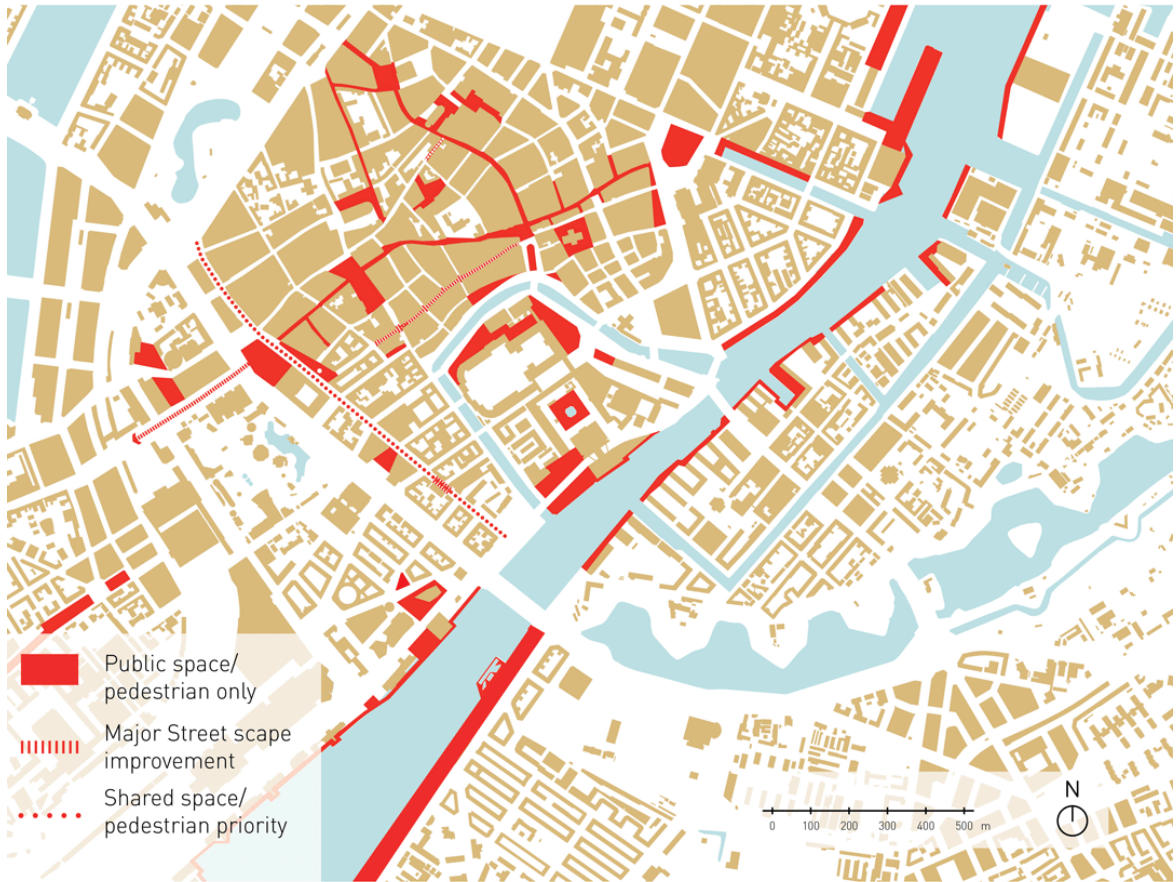 Public space/
pedestrian only
Major Street scape
improvement
Shared space/
pedestrian priority
N
0 100 200 300 400 500 m